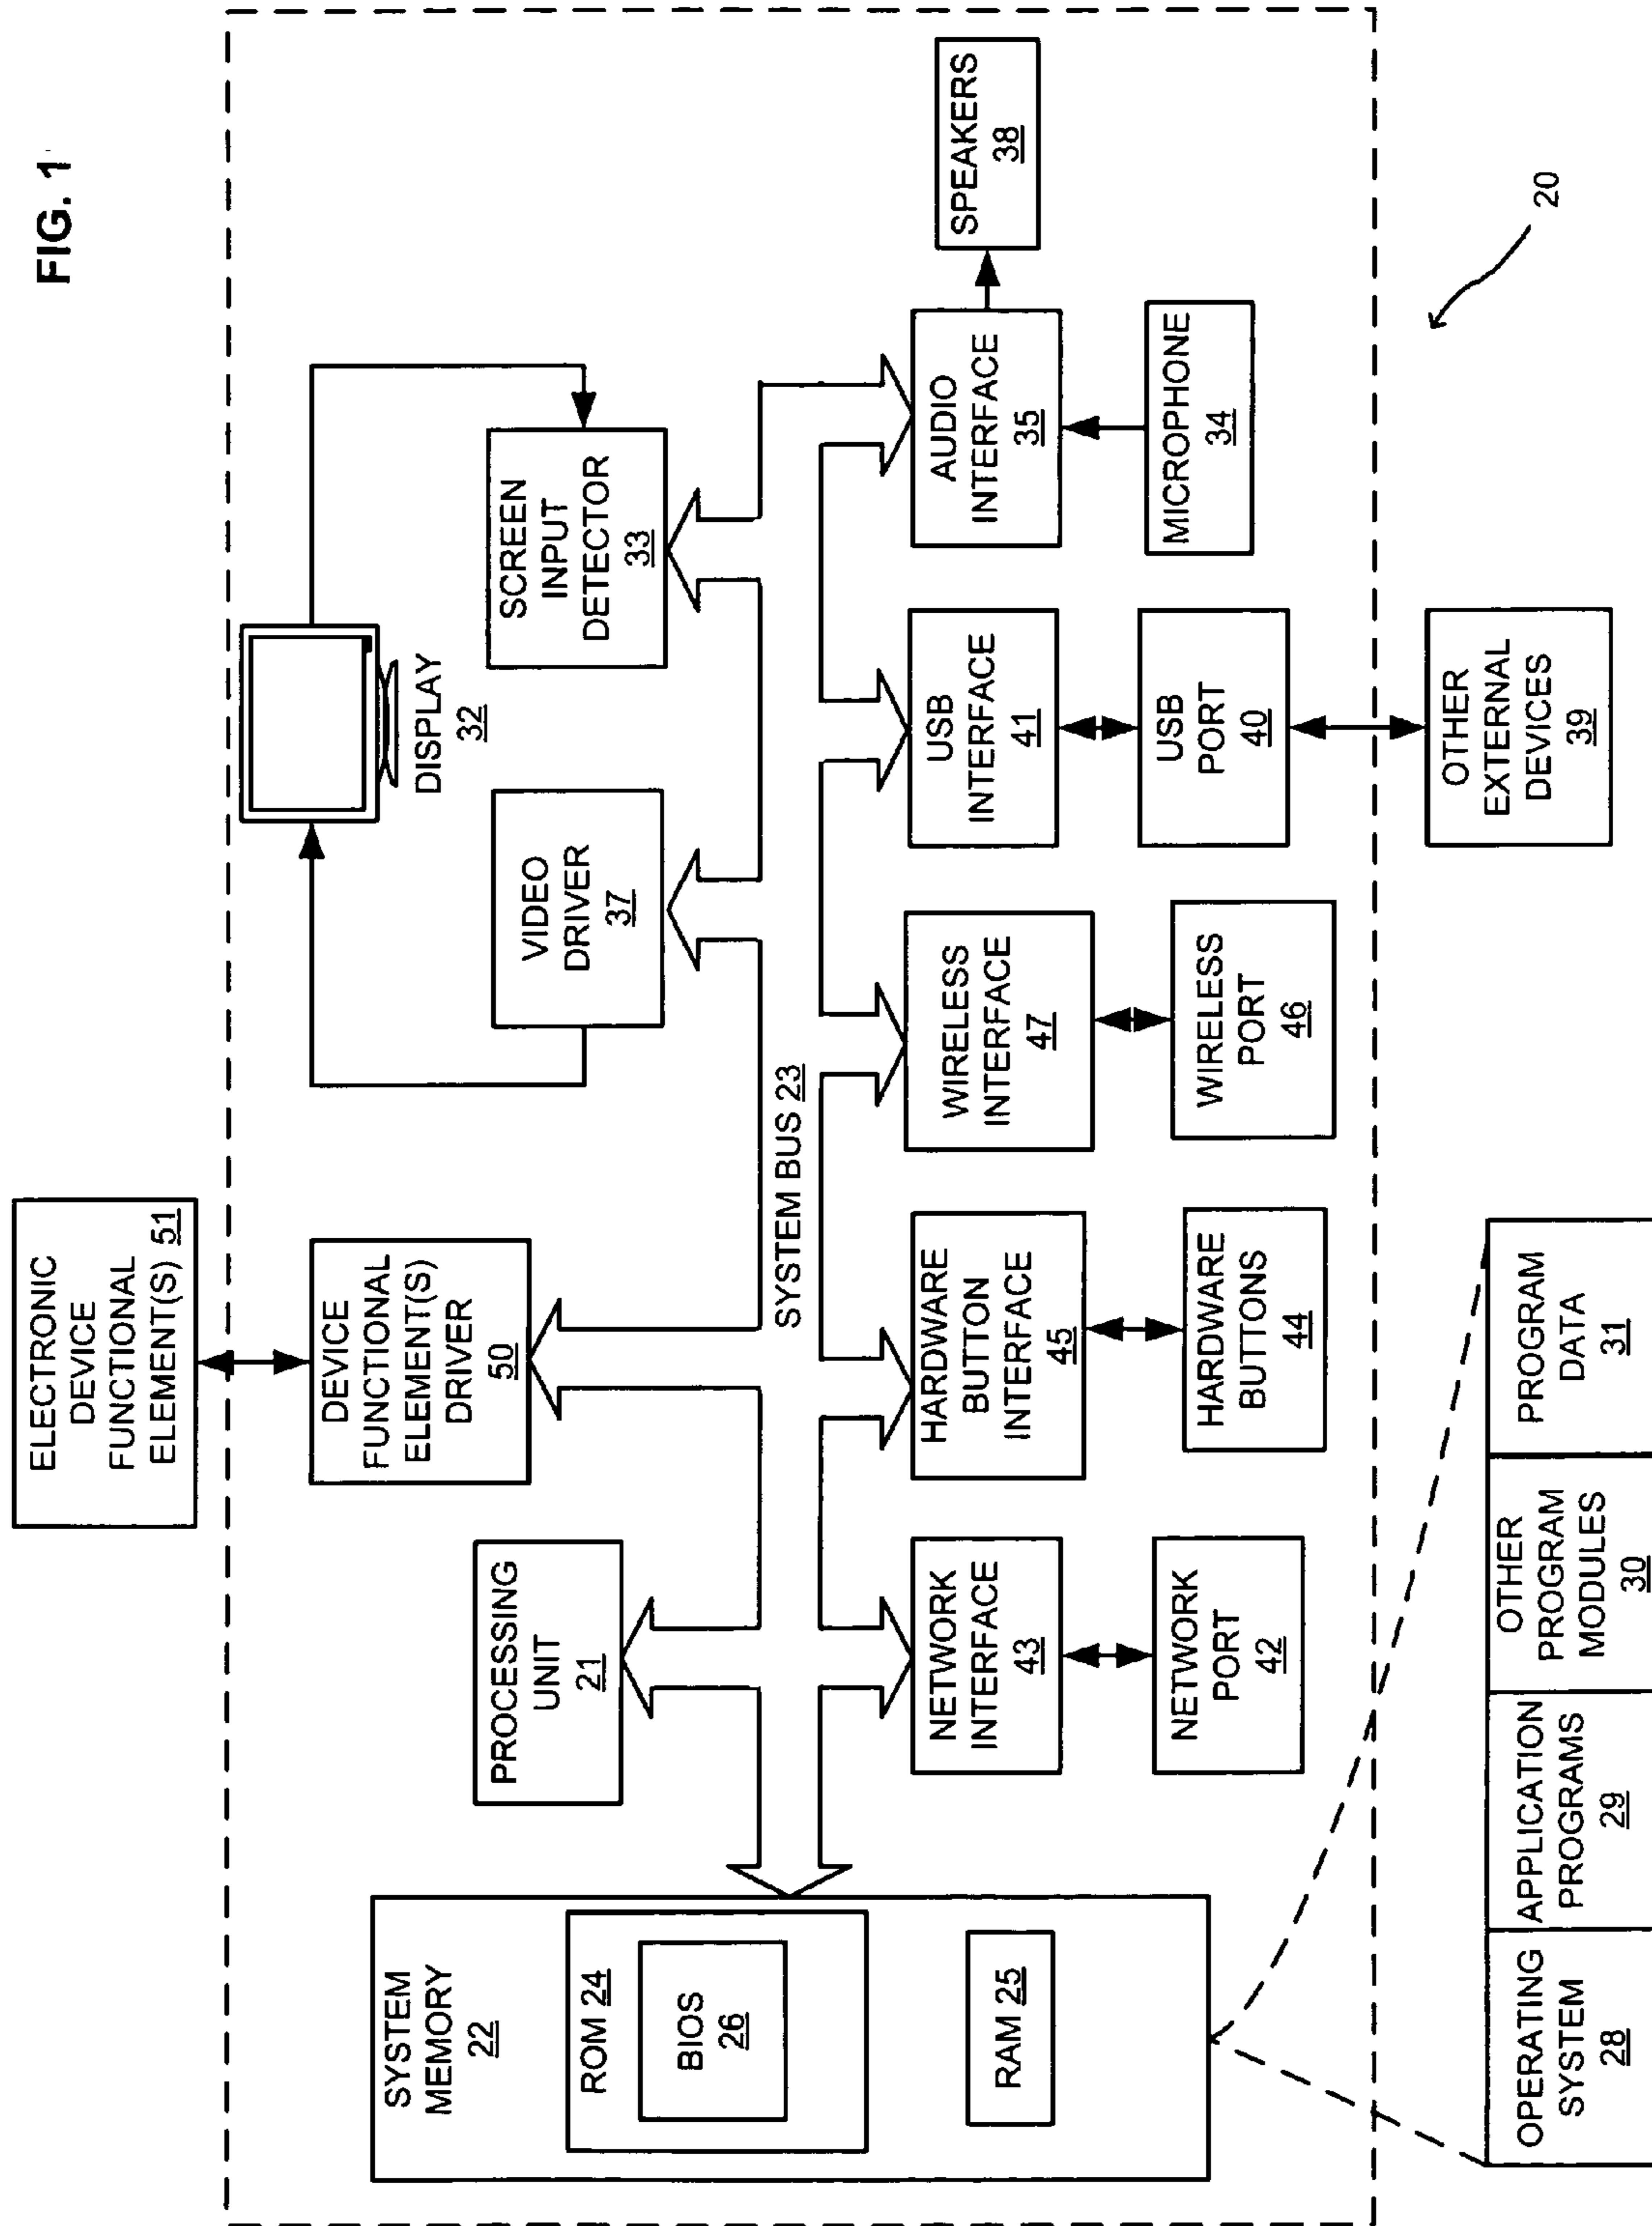 FIG. 1
ELECTRONIC
DEVICE
FUNCTIONAL
ELEMENT(S) 51
DISPLAY
32
DEVICE
FUNCTIONAL
ELEMENT(S)
DRIVER
50
PROCESSING
UNIT
21
VIDEO
DRIVER
37
SCREEN
INPUT
DETECTOR
33
SYSTEM
MEMORY
22
ROM 24
BIOS
26
RAM 25
SYSTEM BUS 23
NETWORK
INTERFACE
43
HARDWARE
BUTTON
INTERFACE
45
WIRELESS
INTERFACE
47
USB
INTERFACE
41
AUDIO
INTERFACE
35
SPEAKERS
38
NETWORK
PORT
42
HARDWARE
BUTTONS
44
WIRELESS
PORT
46
USB
PORT
40
MICROPHONE
34
OTHER
EXTERNAL
DEVICES
39
20
OPERATING
SYSTEM
28
APPLICATION
PROGRAMS
29
OTHER
PROGRAM
MODULES
30
PROGRAM
DATA
31